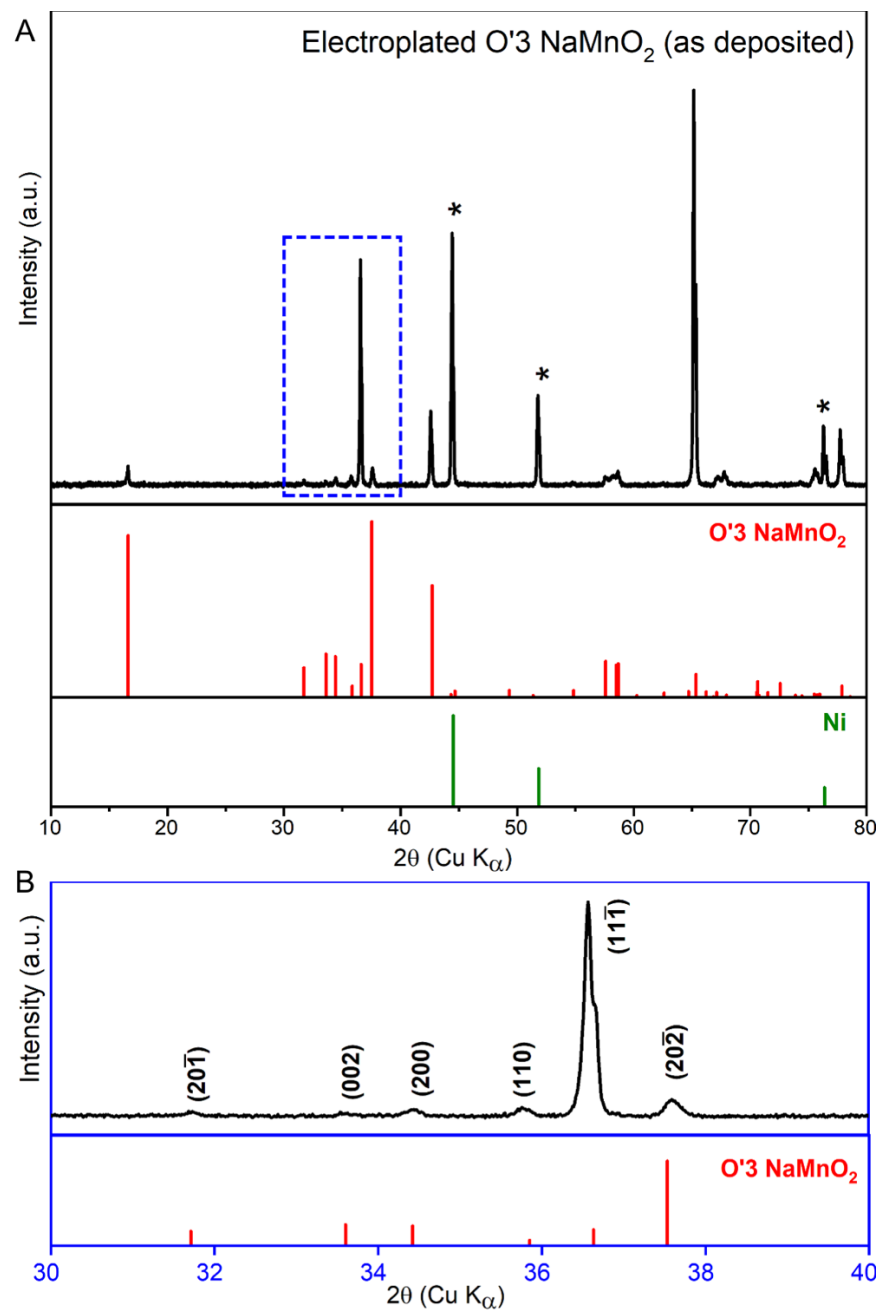 A
Electroplated O'3 NaMnO₂ (as deposited)
Intensity (a.u.)
*
*
*
O'3 NaMnO₂
Ni
10 20 30 40 50 60 70 80
2θ (Cu Kα)
B
Intensity (a.u.)
(201̄)
(002)
(200)
(110)
(111̄)
(202̄)
O'3 NaMnO₂
30 32 34 36 38 40
2θ (Cu Kα)